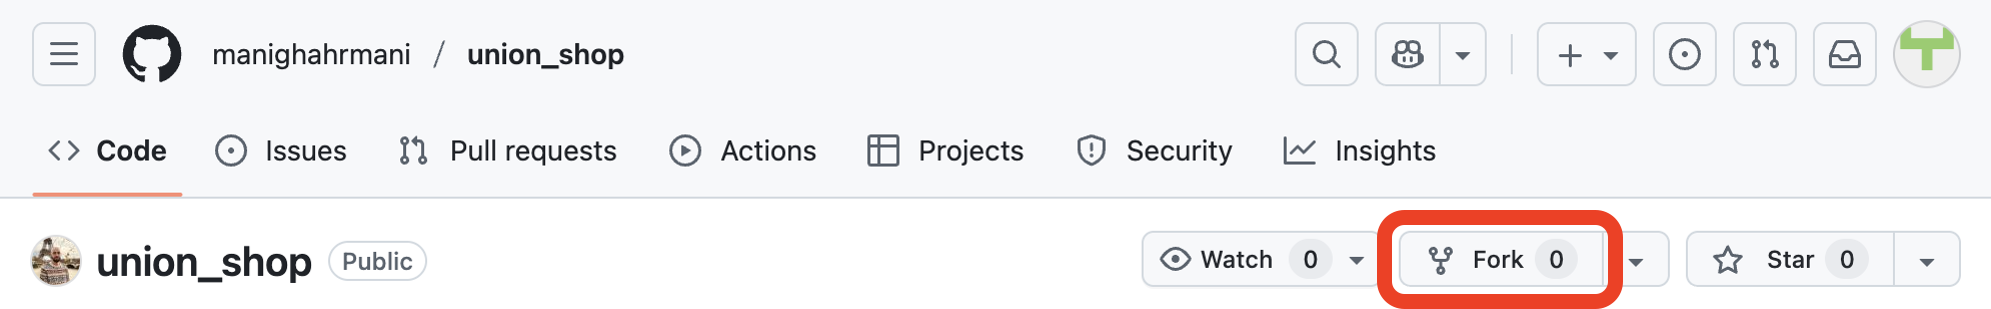 manighahrmani / union_shop
Code Issues Pull requests Actions Projects Security Insights
union_shop Public Watch 0 Fork 0 Star 0